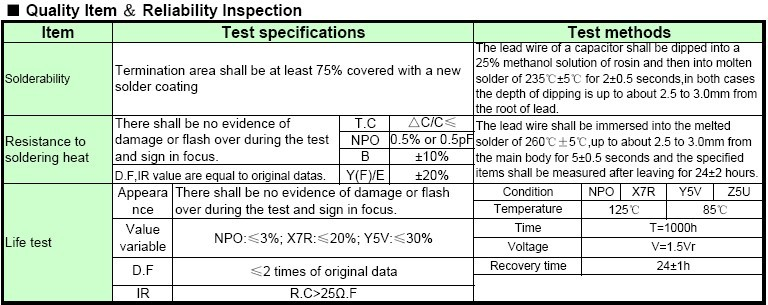 ■ Quality Item & Reliability Inspection
Item Test specifications Test methods
Solderability
Termination area shall be at least 75% covered with a new
solder coating
The lead wire of a capacitor shall be dipped into a
25% methanol solution of rosin and then into molten
solder of 235℃±5℃ for 2±0.5 seconds,in both cases
the depth of dipping is up to about 2.5 to 3.0mm from
the root of lead.
Resistance to
soldering heat
There shall be no evidence of
damage or flash over during the test
and sign in focus.
D.F,IR value are equal to original datas.
T.C △C/C≤
NPO 0.5% or 0.5pF
B ±10%
Y(F)/E ±20%
The lead wire shall be immersed into the melted
solder of 260℃±5℃,up to about 2.5 to 3.0mm from
the main body for 5±0.5 seconds and the specified
items shall be measured after leaving for 24±2 hours.
Life test
Appeara
nce
There shall be no evidence of damage or flash
over during the test and sign in focus.
Value
variable
NPO:≤3%; X7R:≤20%; Y5V:≤30%
D.F ≤2 times of original data
IR R.C>25Ω.F
Condition NPO X7R Y5V Z5U
Temperature 125℃ 85℃
Time T=1000h
Voltage V=1.5Vr
Recovery time 24±1h